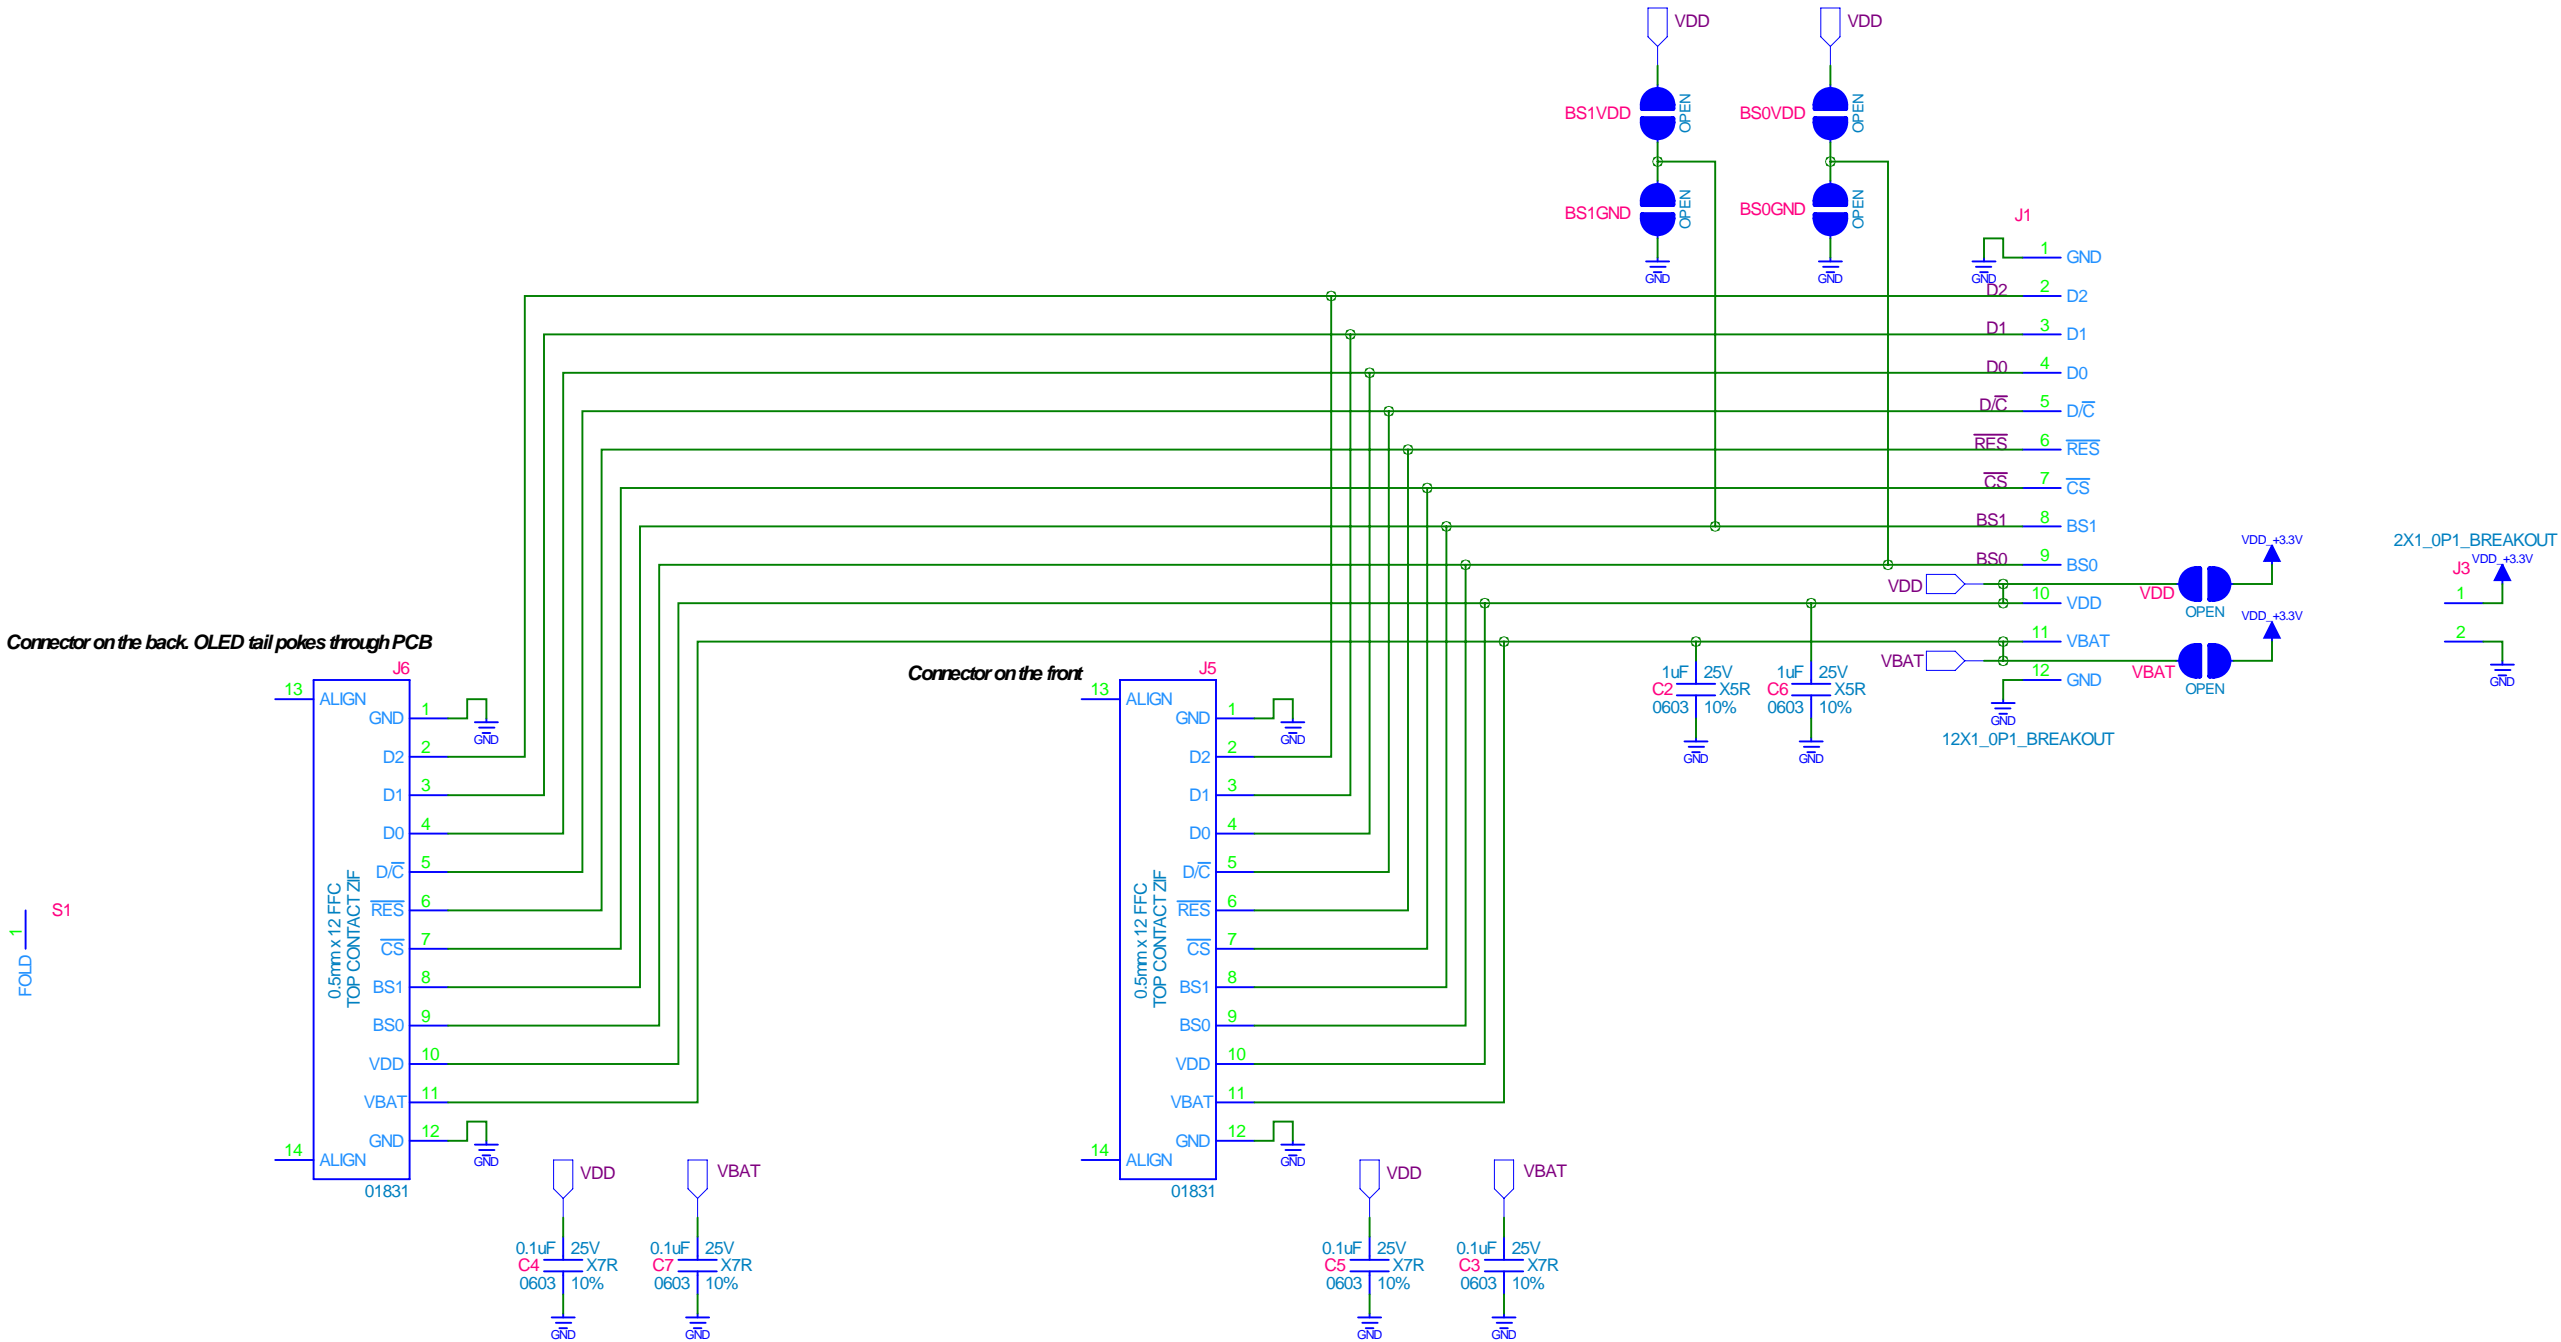 VDD
VDD
BS1VDD
OPEN
BS0VDD
OPEN
BS1GND
OPEN
BS0GND
OPEN
GND
GND
J1
GND
1 GND
D2 2 D2
D1 3 D1
D0 4 D0
D/C̅ 5 D/C̅
R̅E̅S̅ 6 R̅E̅S̅
C̅S̅ 7 C̅S̅
BS1 8 BS1
BS0 9 BS0
VDD
10 VDD
11 VBAT
VBAT
12 GND
GND
12X1_0P1_BREAKOUT
VDD_+3.3V
VDD
OPEN
VDD_+3.3V
VBAT
OPEN
2X1_0P1_BREAKOUT
VDD_+3.3V
J3
1
2
GND
1uF 25V
C2 X5R
0603 10%
GND
1uF 25V
C6 X5R
0603 10%
GND
Connector on the back. OLED tail pokes through PCB
J6
13 ALIGN
GND 1
GND
D2 2
D1 3
D0 4
D/C̅ 5
R̅E̅S̅ 6
C̅S̅ 7
BS1 8
BS0 9
VDD 10
VBAT 11
GND 12
GND
14 ALIGN
0.5mm x 12 FFC
TOP CONTACT ZIF
01831
Connector on the front
J5
13 ALIGN
GND 1
GND
D2 2
D1 3
D0 4
D/C̅ 5
R̅E̅S̅ 6
C̅S̅ 7
BS1 8
BS0 9
VDD 10
VBAT 11
GND 12
GND
14 ALIGN
0.5mm x 12 FFC
TOP CONTACT ZIF
01831
S1
1
FOLD
VDD
0.1uF 25V
C4 X7R
0603 10%
GND
VBAT
0.1uF 25V
C7 X7R
0603 10%
GND
VDD
0.1uF 25V
C5 X7R
0603 10%
GND
VBAT
0.1uF 25V
C3 X7R
0603 10%
GND